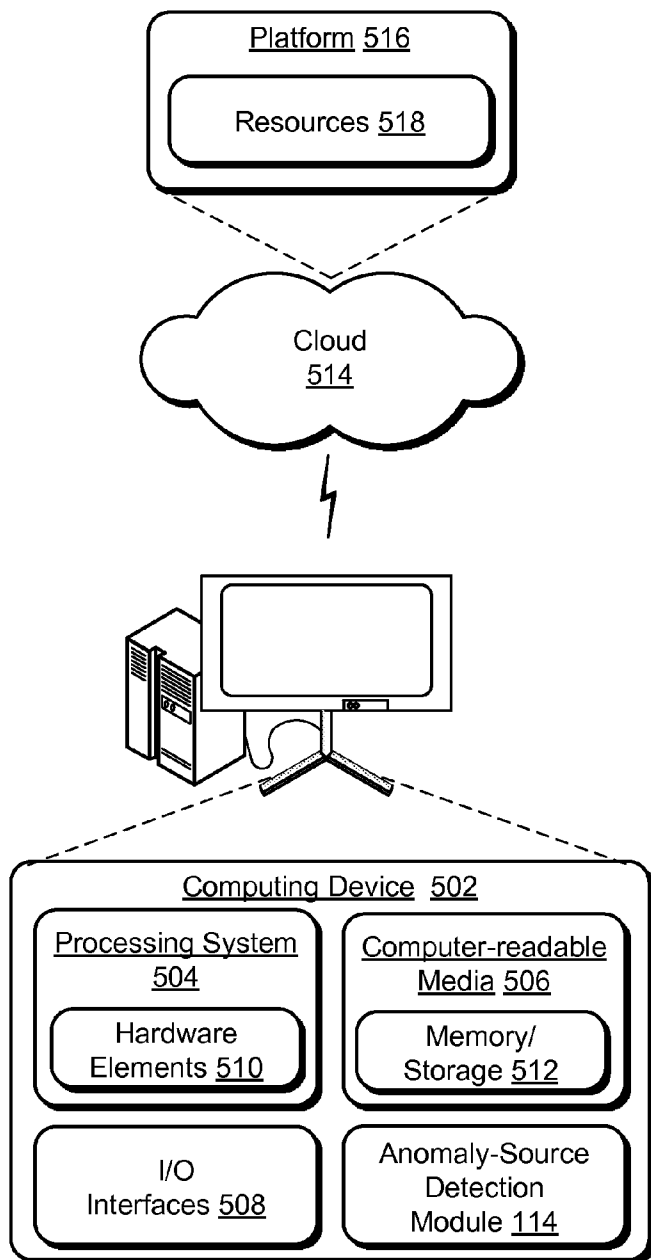 Platform 516
Resources 518
Cloud
514
Computing Device 502
Processing System
504
Hardware
Elements 510
Computer-readable
Media 506
Memory/
Storage 512
I/O
Interfaces 508
Anomaly-Source
Detection
Module 114